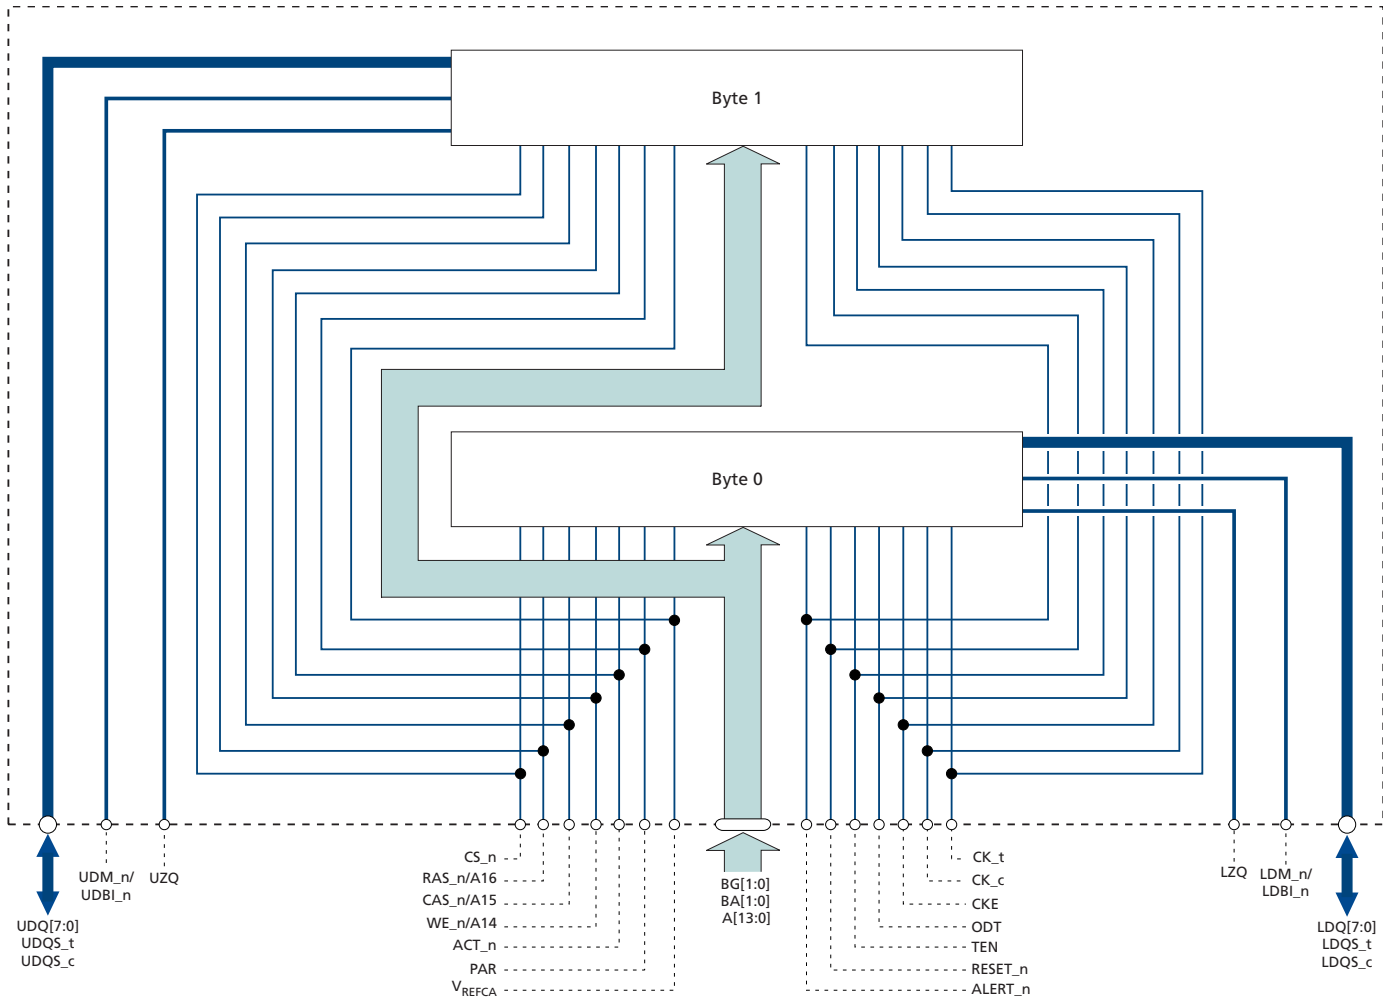 Byte 1
Byte 0
UDQ[7:0]
UDQS_t
UDQS_c
UDM_n/
UDBI_n
UZQ
CS_n
RAS_n/A16
CAS_n/A15
WE_n/A14
ACT_n
PAR
VREFCA
BG[1:0]
BA[1:0]
A[13:0]
CK_t
CK_c
CKE
ODT
TEN
RESET_n
ALERT_n
LZQ
LDM_n/
LDBI_n
LDQ[7:0]
LDQS_t
LDQS_c